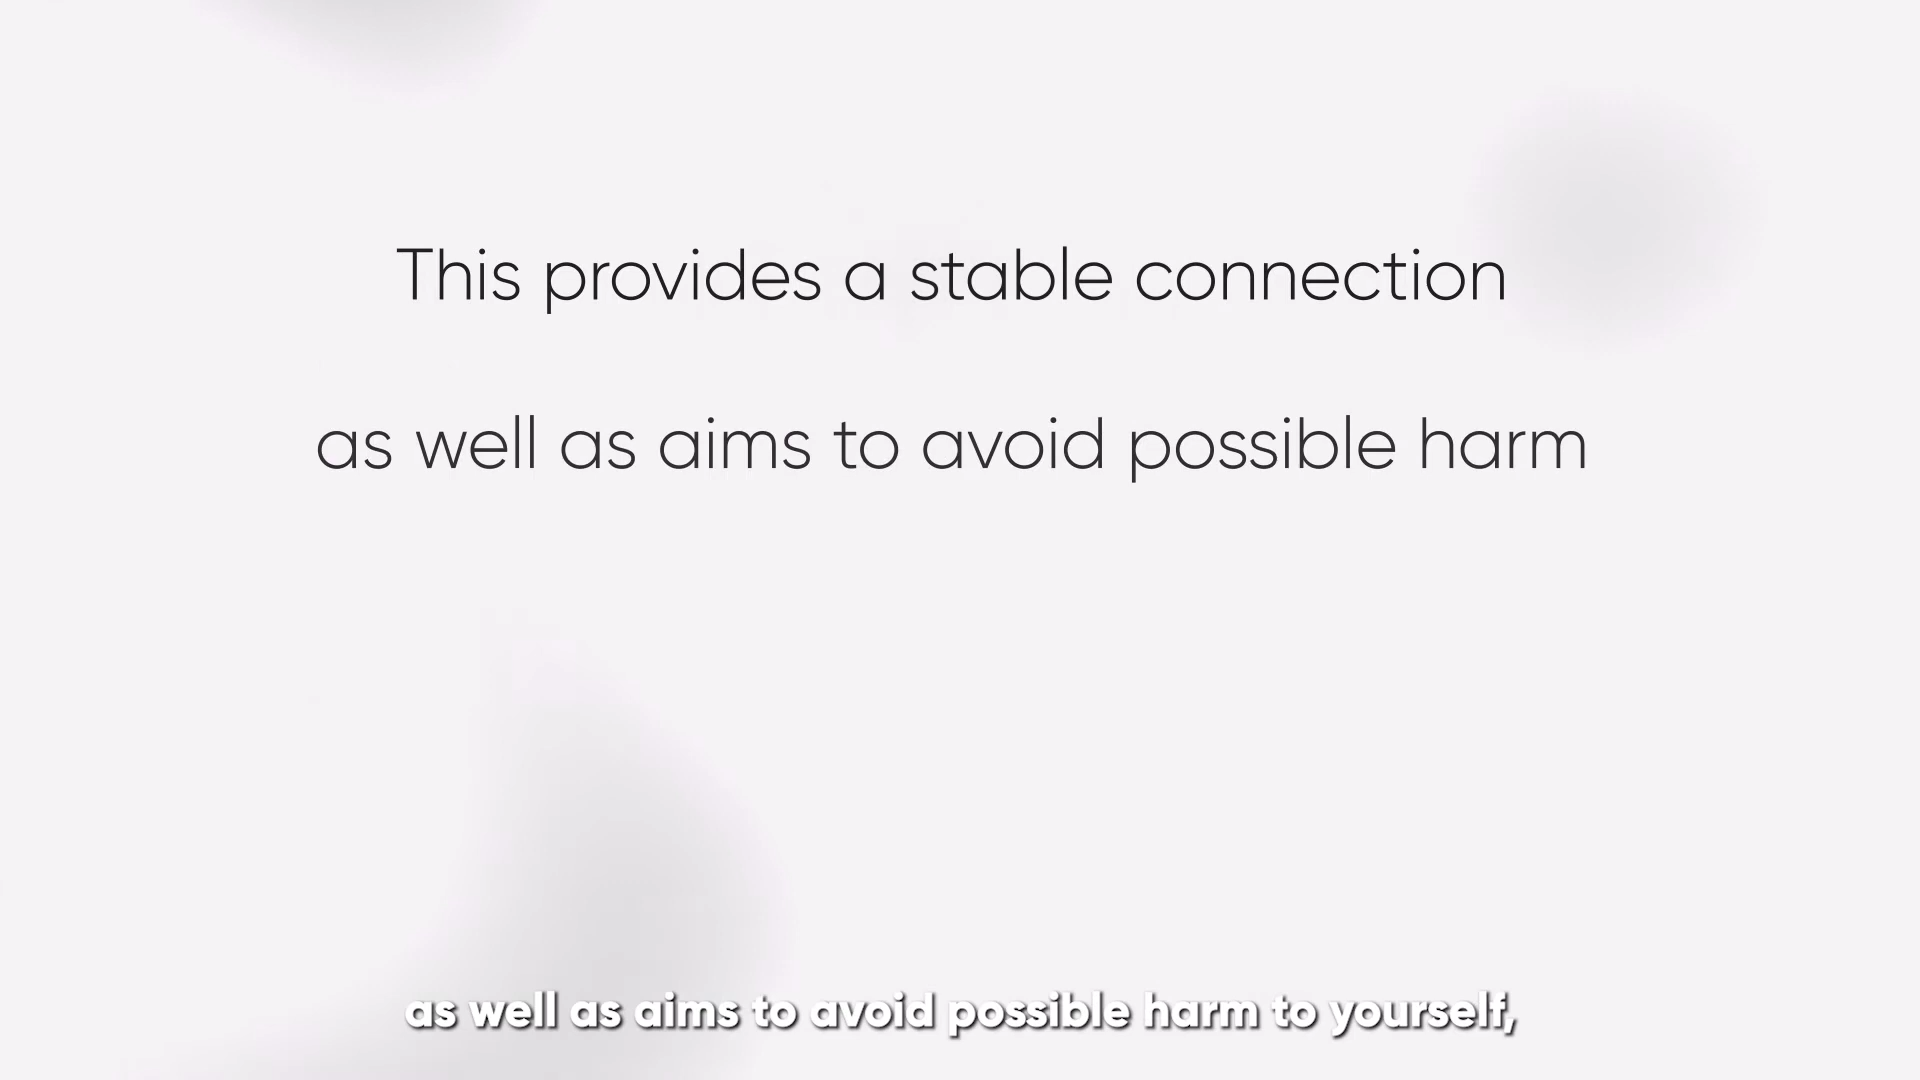 This provides a stable connection
as well as aims to avoid possible harm
as well as aims to avoid possible harm to yourself,